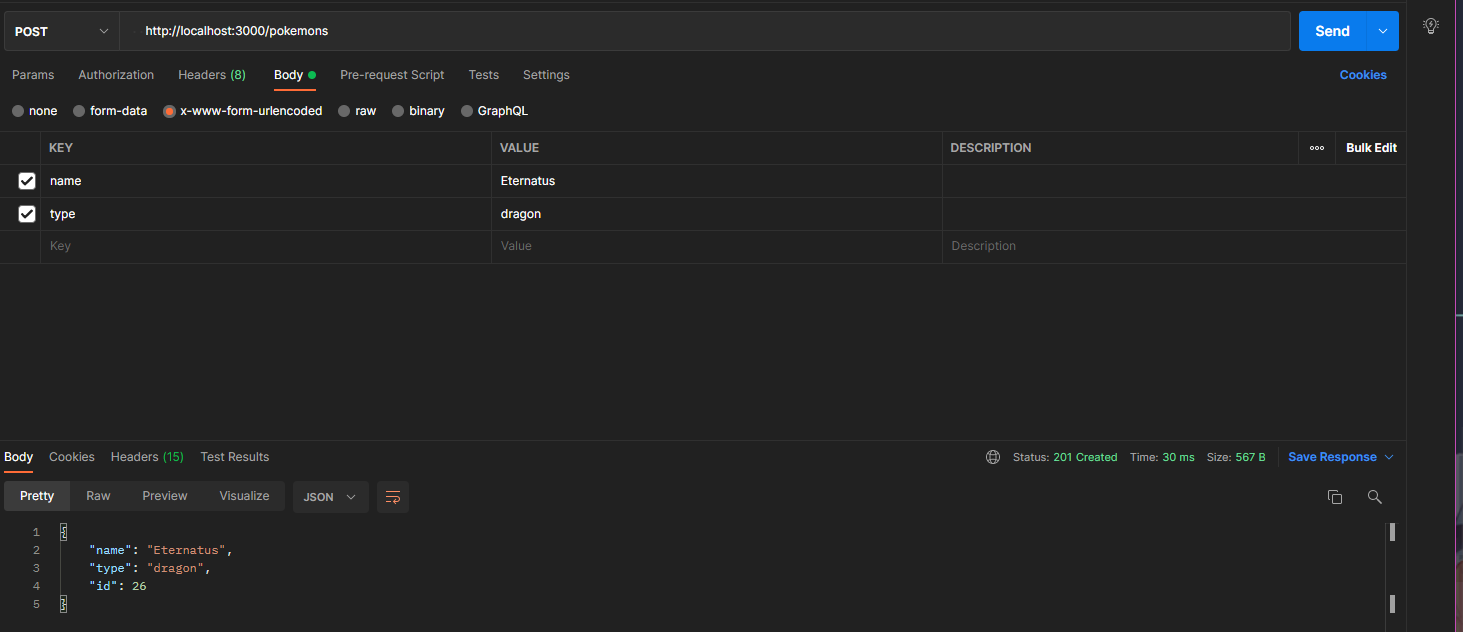 POST http://localhost:3000/pokemons Send
Params Authorization Headers (8) Body Pre-request Script Tests Settings Cookies
none form-data x-www-form-urlencoded raw binary GraphQL
KEY VALUE DESCRIPTION Bulk Edit
name Eternatus
type dragon
Key Value Description
Body Cookies Headers (15) Test Results Status: 201 Created Time: 30 ms Size: 567 B Save Response
Pretty Raw Preview Visualize JSON
1 {
2 "name": "Eternatus",
3 "type": "dragon",
4 "id": 26
5 }